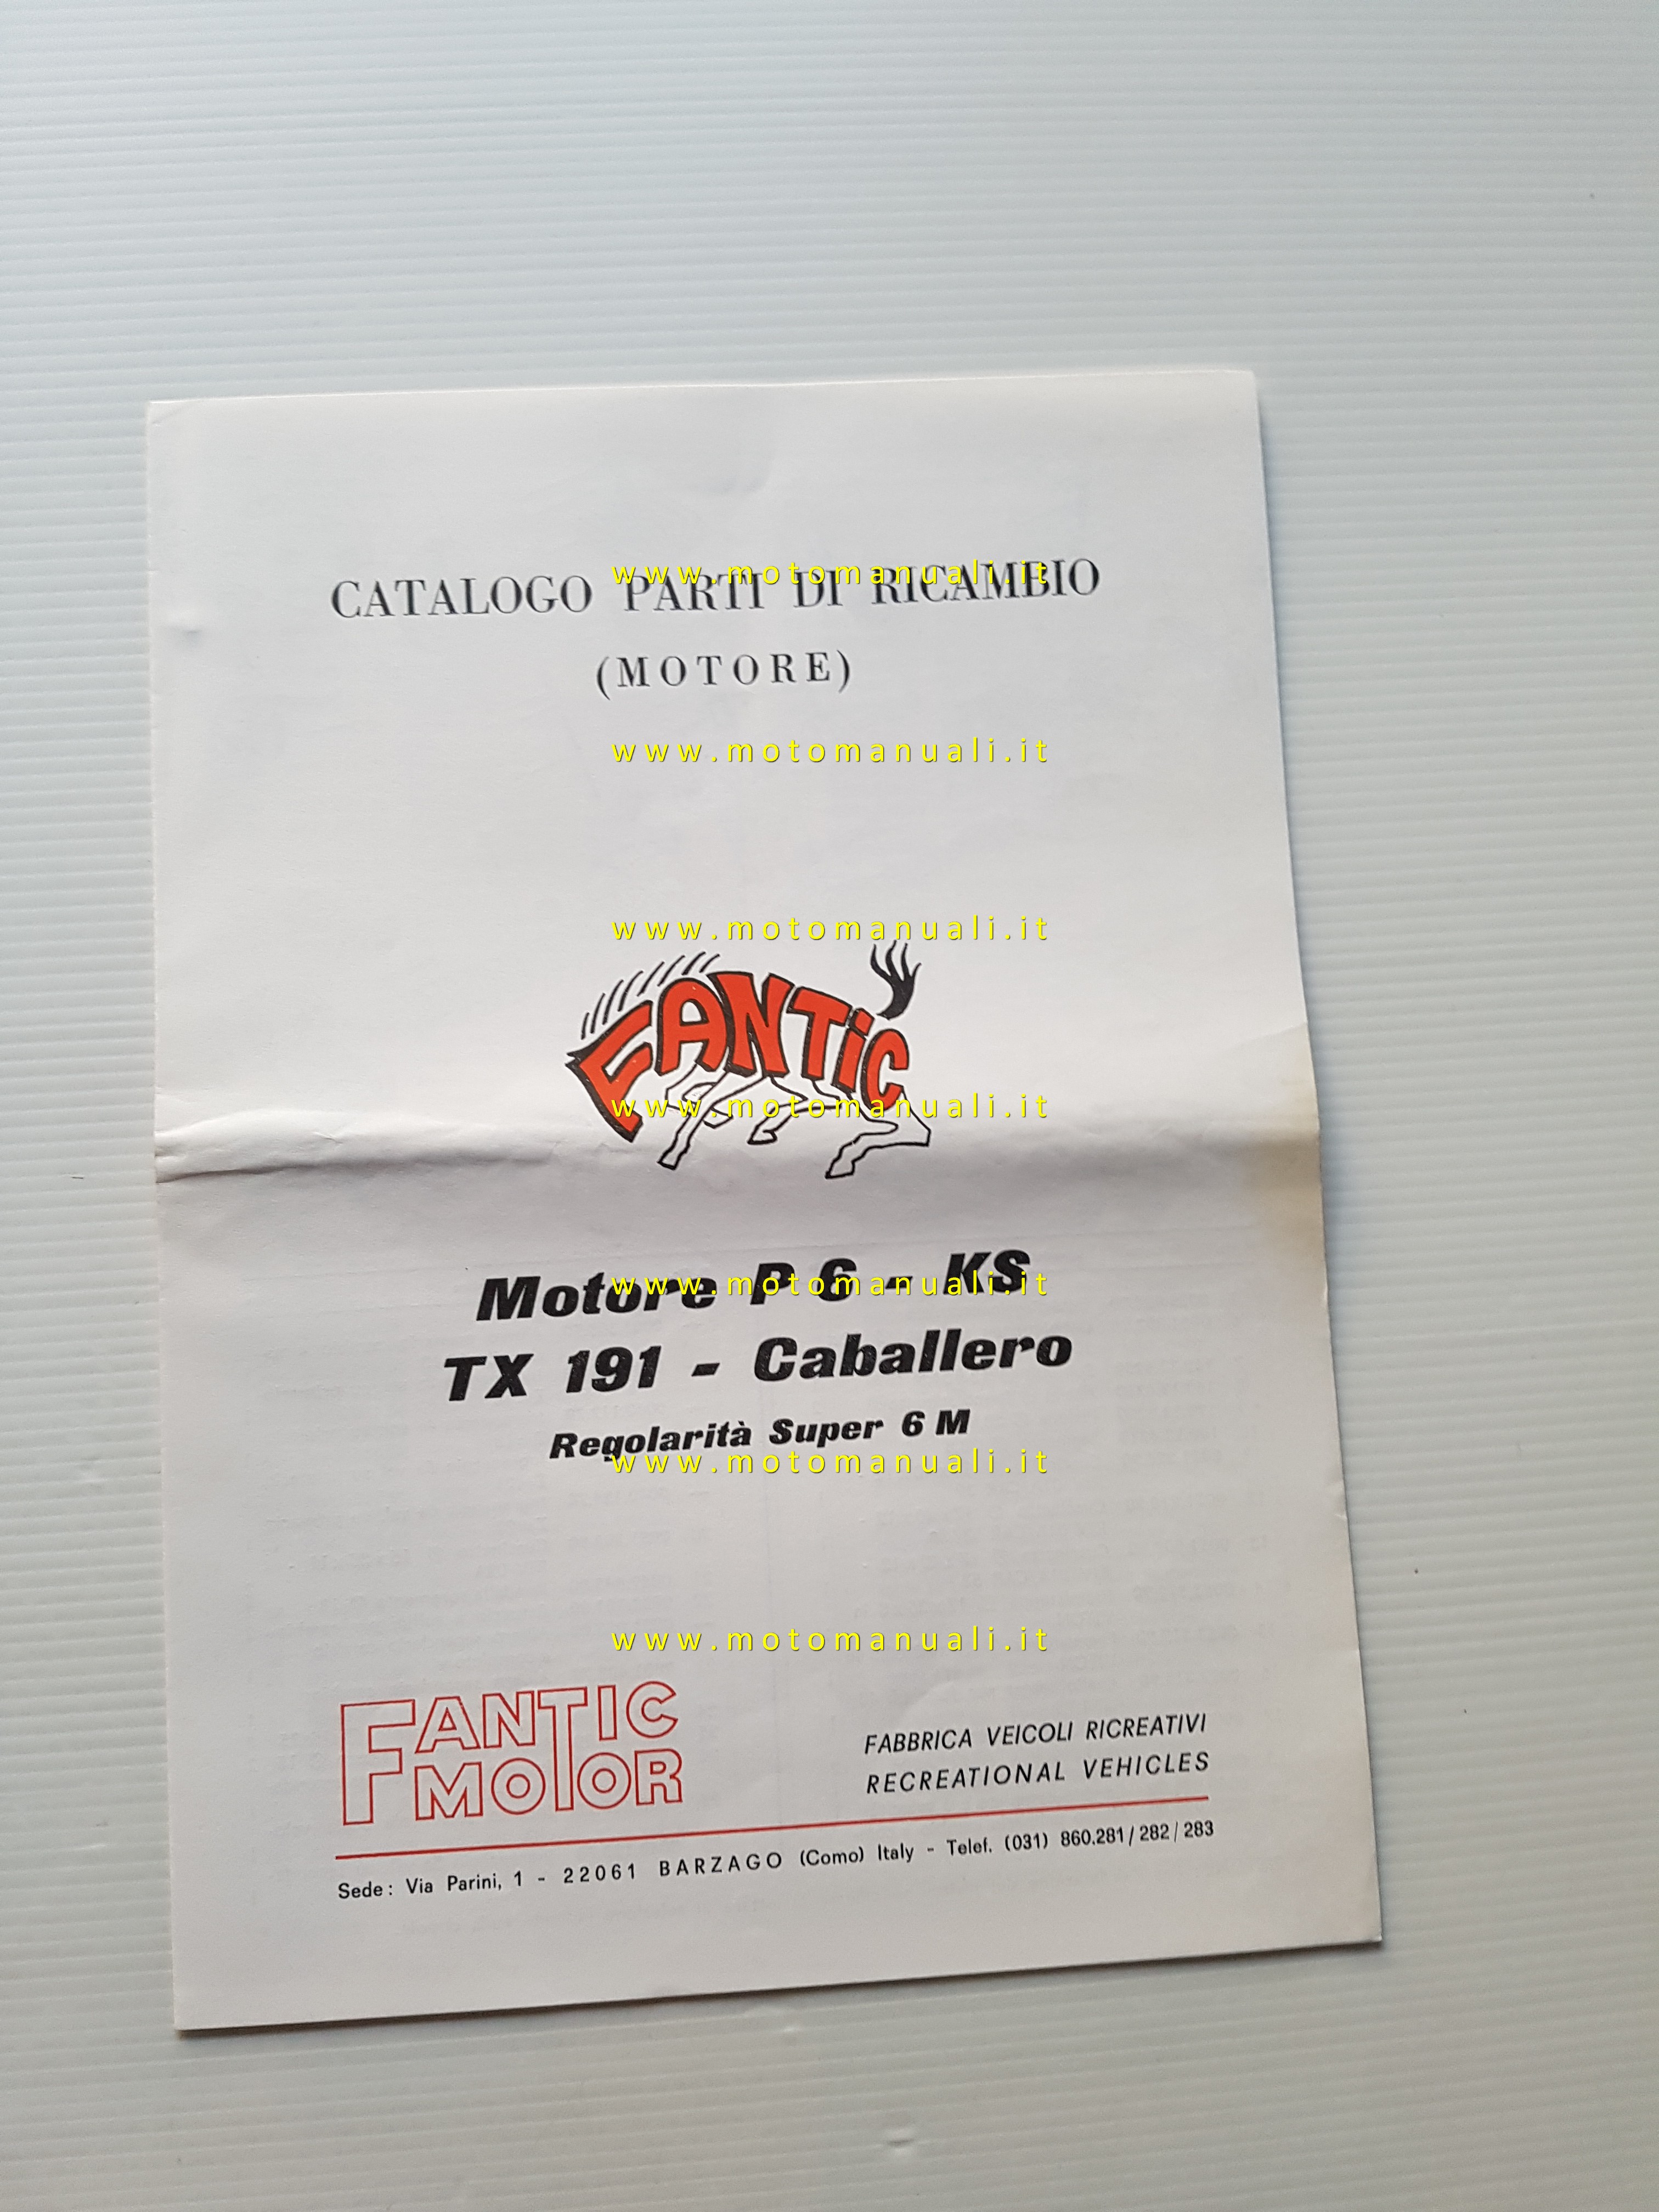 CATALOGO PARTI DI RICAMBIO
www.motomanuali.it
(MOTORE)
www.motomanuali.it
www.motomanuali.it
FANTiC
www.motomanuali.it
Motore P 6 - KS
www.motomanuali.it
TX 191 - Caballero
Regolarità Super 6 M
www.motomanuali.it
www.motomanuali.it
FANTIC
MOTOR
FABBRICA VEICOLI RICREATIVI
RECREATIONAL VEHICLES
Sede: Via Parini, 1 - 22061 BARZAGO (Como) Italy - Telef. (031) 860.281/282/283